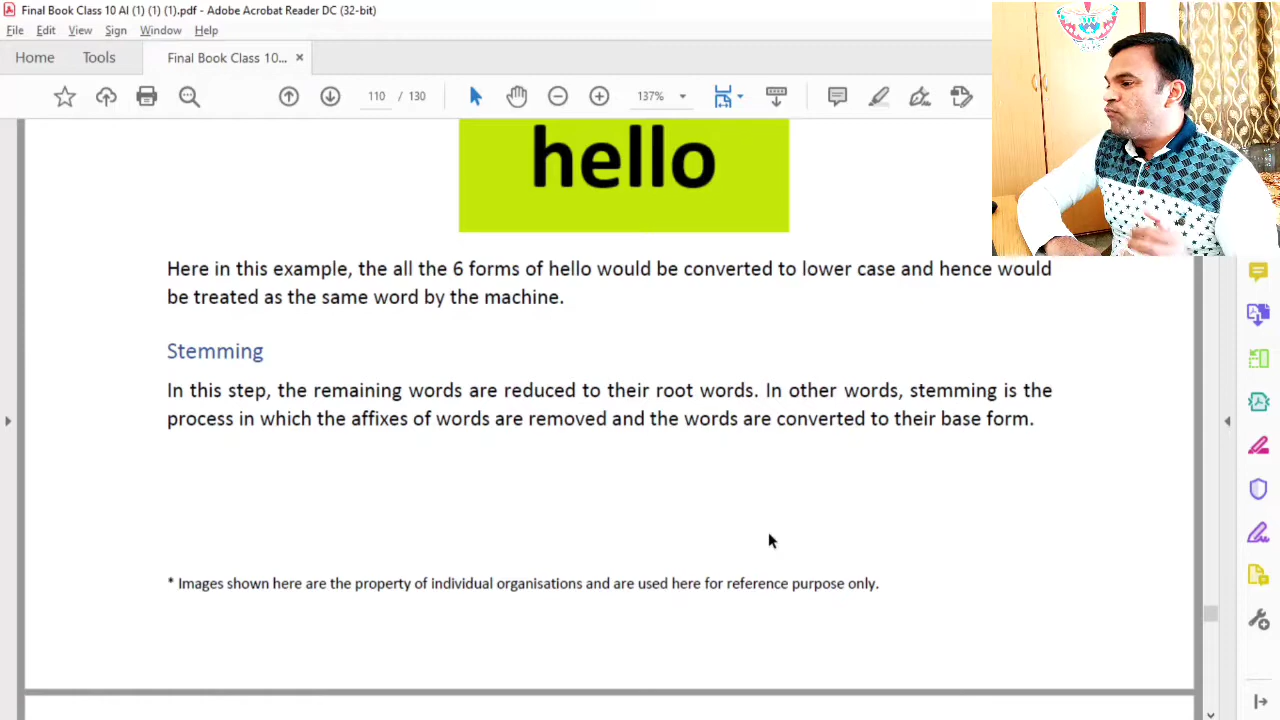 Final Book Class 10 AI (1) (1) (1).pdf - Adobe Acrobat Reader DC (32-bit)
File Edit View Sign Window Help
Home Tools Final Book Class 10... ×
110 / 130 137%
hello
Here in this example, the all the 6 forms of hello would be converted to lower case and hence would
be treated as the same word by the machine.
Stemming
In this step, the remaining words are reduced to their root words. In other words, stemming is the
process in which the affixes of words are removed and the words are converted to their base form.
* Images shown here are the property of individual organisations and are used here for reference purpose only.